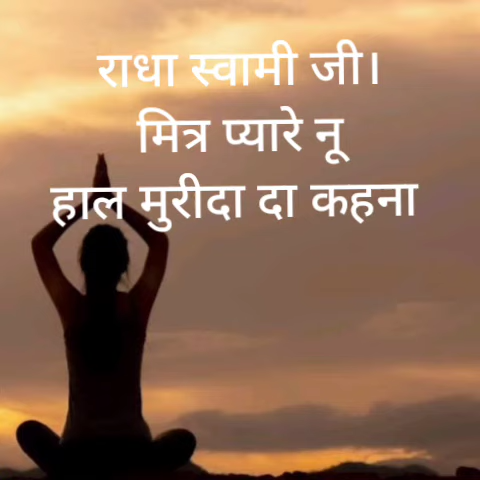 राधा स्वामी जी।
मित्र प्यारे नू
हाल मुरीदा दा कहना